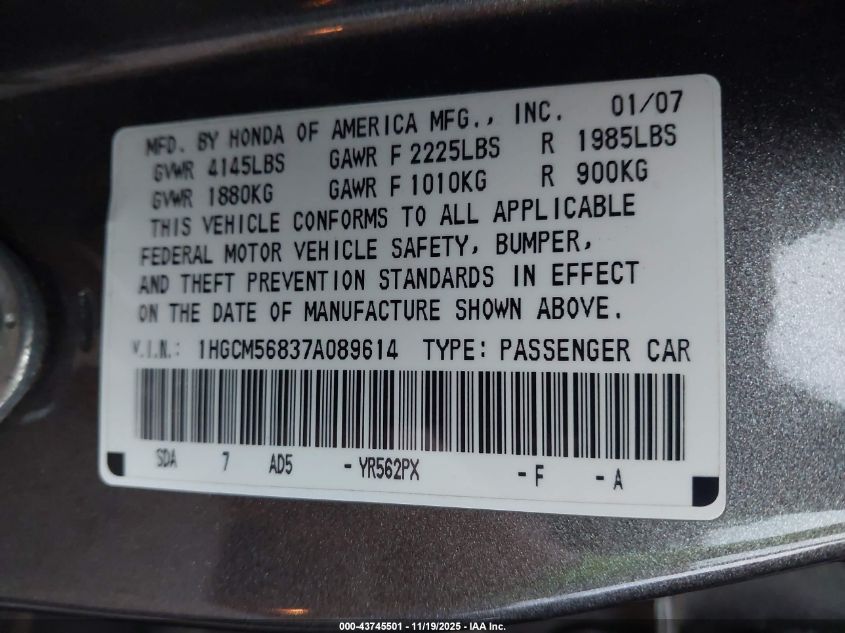 MFD. BY HONDA OF AMERICA MFG., INC. 01/07
GVWR 4145LBS GAWR F 2225LBS R 1985LBS
GVWR 1880KG GAWR F 1010KG R 900KG
THIS VEHICLE CONFORMS TO ALL APPLICABLE
FEDERAL MOTOR VEHICLE SAFETY, BUMPER,
AND THEFT PREVENTION STANDARDS IN EFFECT
ON THE DATE OF MANUFACTURE SHOWN ABOVE.
V.I.N.: 1HGCM56837A089614 TYPE: PASSENGER CAR
SDA 7 AD5 - YR562PX - F - A
000-43745501 - 11/19/2025 - IAA Inc.